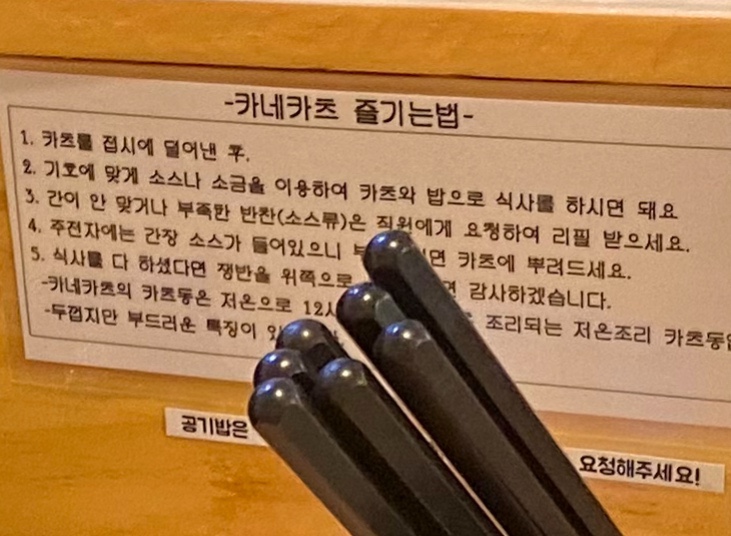 -카네카츠 즐기는법-
1. 카츠를 접시에 덜어낸 후.
2. 기호에 맞게 소스나 소금을 이용하여 카츠와 밥으로 식사를 하시면 돼요
3. 간이 안 맞거나 부족한 반찬(소스류)은 직원에게 요청하여 리필 받으세요.
4. 주전자에는 간장 소스가 들어있으니 면 카츠에 뿌려드세요.
5. 식사를 다 하셨다면 쟁반을 위쪽으로 면 감사하겠습니다.
-카네카츠의 카츠동은 저온으로 12시 조리되는 저온조리 카츠동
-두껍지만 부드러운 특징이
공기밥은 요청해주세요!